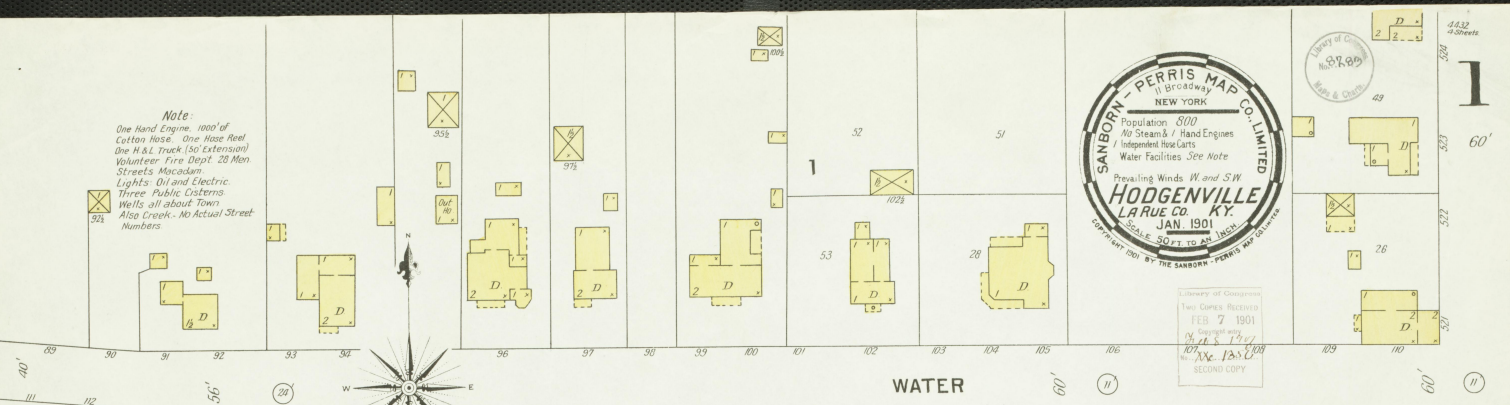 Note:
One Hand Engine, 1000' of
Cotton Hose. One Hose Reel
One H.& L. Truck, (50' Extension)
Volunteer Fire Dep't. 28 Men.
Streets Macadam.
Lights: Oil and Electric.
Three Public Cisterns.
Wells all about Town
Also Creek.- No Actual Street
Numbers.
SANBORN - PERRIS MAP CO., LIMITED
11 Broadway
NEW YORK
Population 800
No Steam & 1 Hand Engines
1 Independent Hose Carts
Water Facilities See Note
Prevailing Winds W. and S.W.
HODGENVILLE
LA RUE CO. KY.
JAN. 1901
SCALE 50 FT. TO AN INCH
COPYRIGHT 1901 BY THE SANBORN-PERRIS MAP CO. LIMITED
Library of Congress
No. 8789
Maps & Charts
4432
4-Sheets
1
60'
Library of Congress
Two Copies Received
FEB 7 1901
Copyright entry
SECOND COPY
92½
95½
97½
100½
102½
Out
Ho
D
D
D
D
D
D
D
D
D
D
1
52
51
53
28
49
26
524
523
522
521
N
W
E
89 90 91 92 93 94 96 97 98 99 100 101 102 103 104 105 106 107 108 109 110
111 112
40'
56'
24'
WATER
60'
11'
60'
11